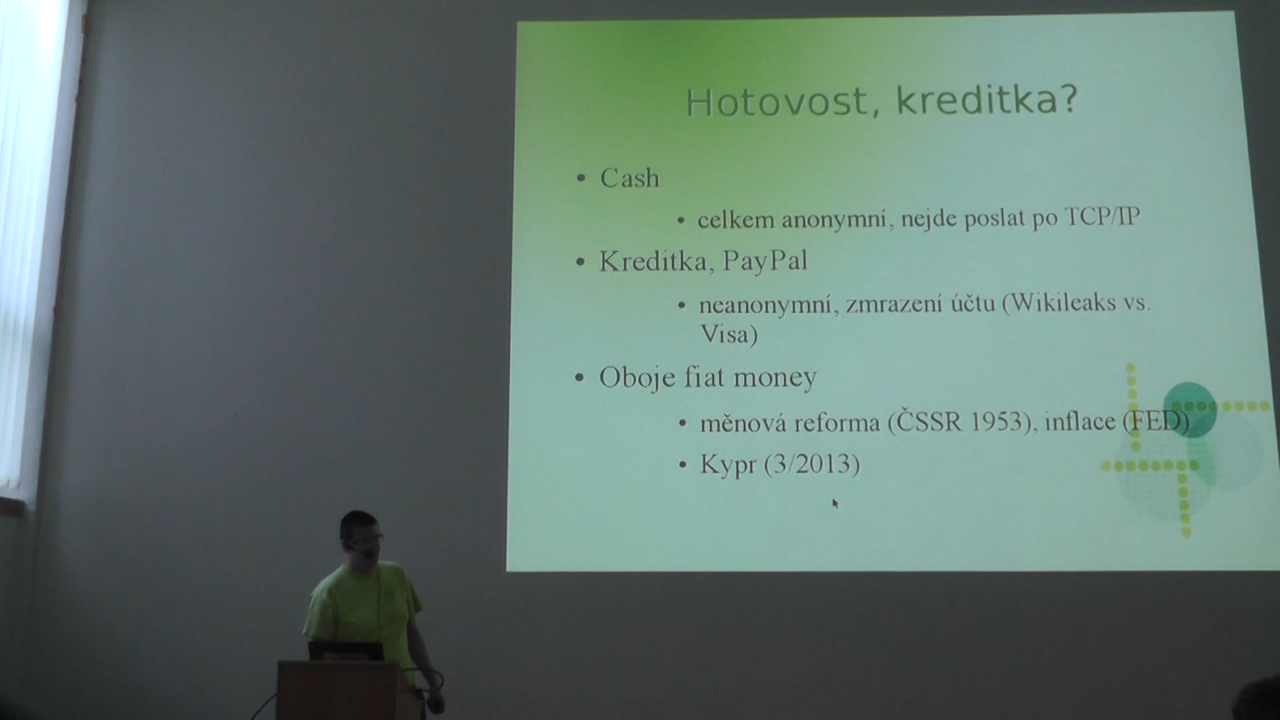 Hotovost, kreditka?
• Cash
• celkem anonymní, nejde poslat po TCP/IP
• Kreditka, PayPal
• neanonymní, zmrazení účtu (Wikileaks vs.
Visa)
• Oboje fiat money
• měnová reforma (ČSSR 1953), inflace (FED)
• Kypr (3/2013)